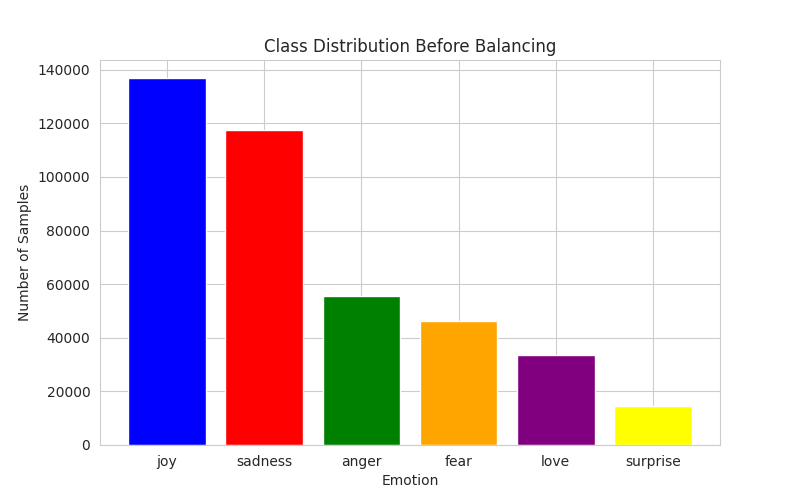 Class Distribution Before Balancing
Number of Samples
140000
120000
100000
80000
60000
40000
20000
0
joy sadness anger fear love surprise
Emotion